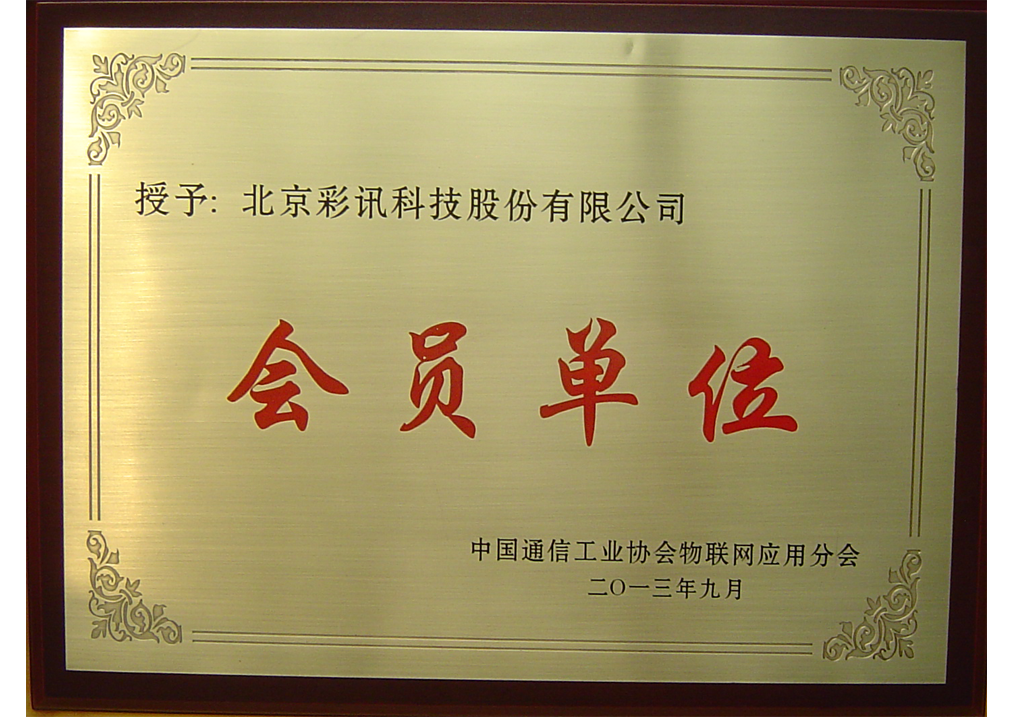 授予: 北京彩讯科技股份有限公司
会员单位
中国通信工业协会物联网应用分会
二〇一三年九月